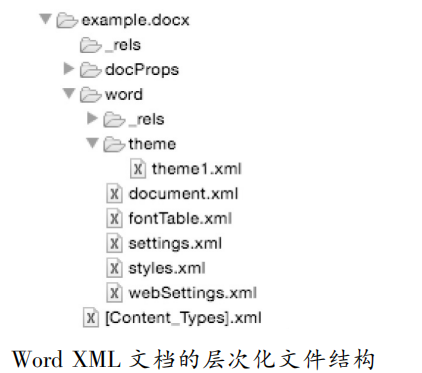 example.docx
_rels
docProps
word
_rels
theme
theme1.xml
document.xml
fontTable.xml
settings.xml
styles.xml
webSettings.xml
[Content_Types].xml
Word XML 文档的层次化文件结构